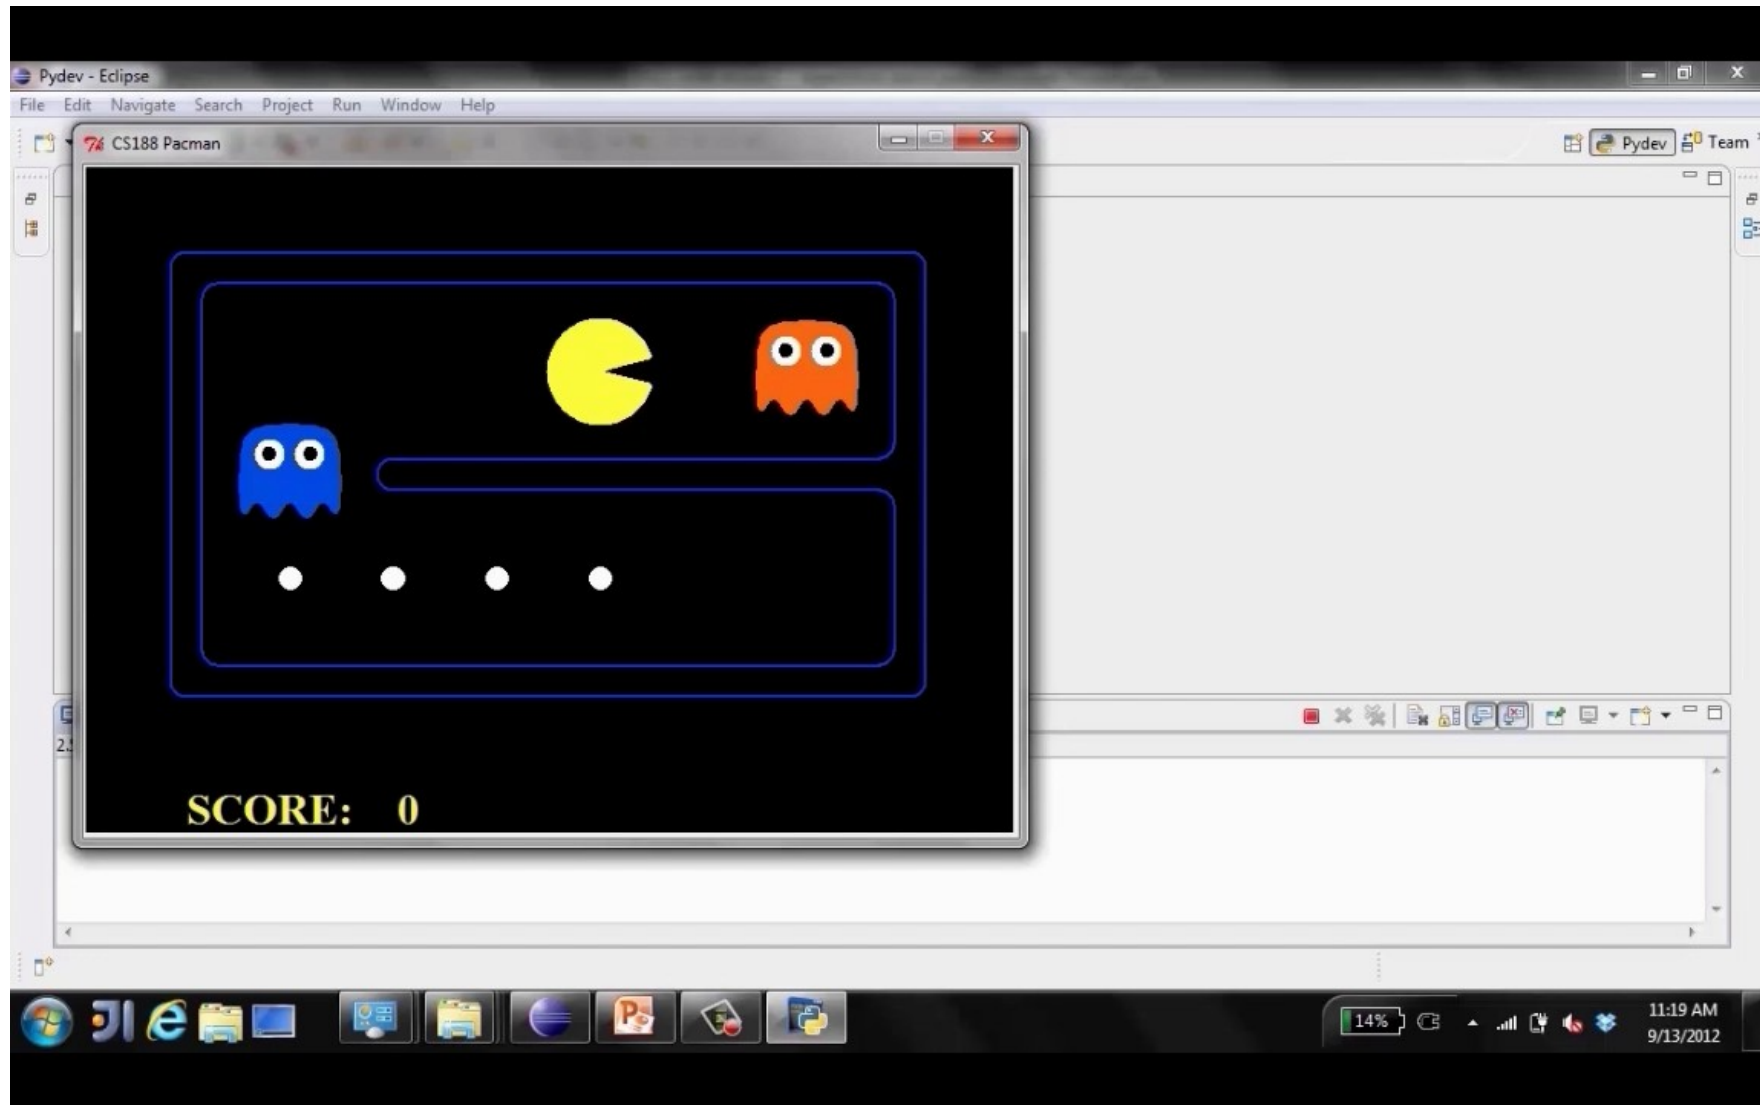 Pydev - Eclipse
File Edit Navigate Search Project Run Window Help
CS188 Pacman
Pydev
Team
SCORE: 0
14%
11:19 AM
9/13/2012